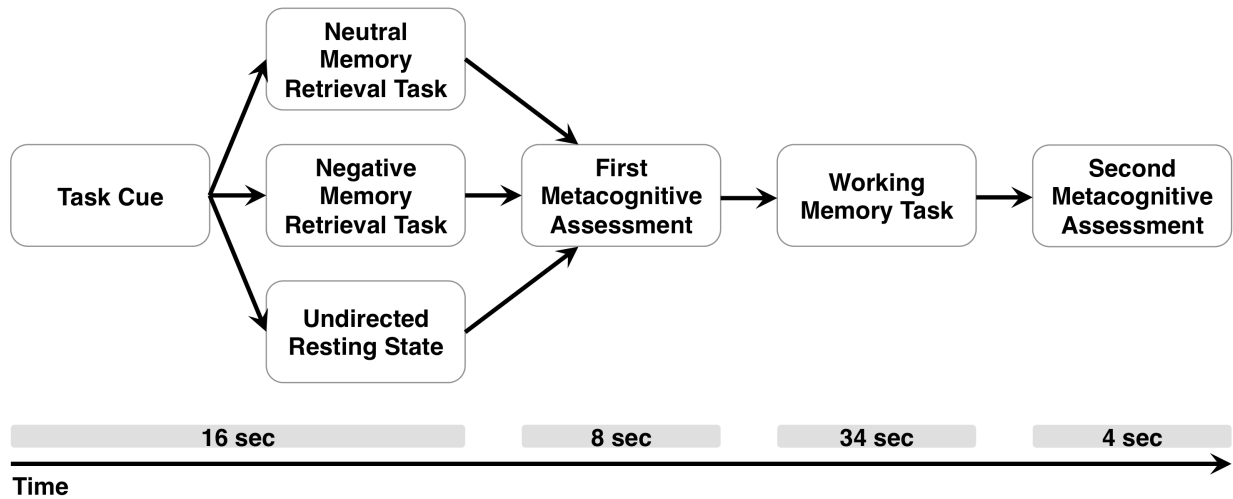 Neutral
Memory
Retrieval Task
Task Cue
Negative
Memory
Retrieval Task
Undirected
Resting State
First
Metacognitive
Assessment
Working
Memory Task
Second
Metacognitive
Assessment
16 sec
8 sec
34 sec
4 sec
Time